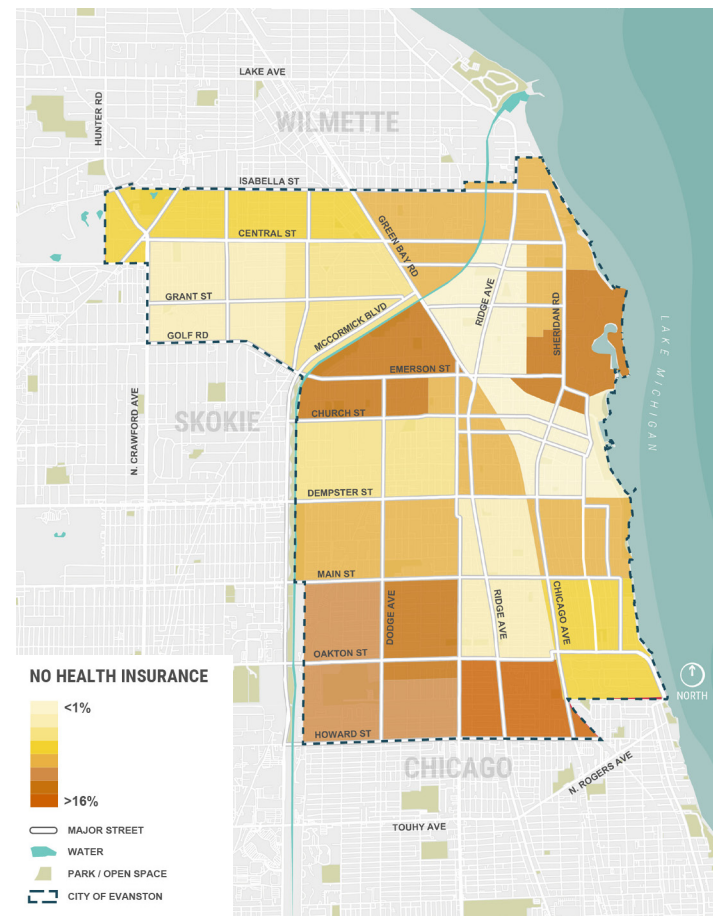 LAKE AVE
HUNTER RD
WILMETTE
ISABELLA ST
CENTRAL ST
GREEN BAY RD
GRANT ST
RIDGE AVE
SHERIDAN RD
MCCORMICK BLVD
GOLF RD
LAKE MICHIGAN
EMERSON ST
N. CRAWFORD AVE
SKOKIE
CHURCH ST
DEMPSTER ST
MAIN ST
DODGE AVE
RIDGE AVE
CHICAGO AVE
OAKTON ST
NORTH
HOWARD ST
CHICAGO
N. ROGERS AVE
TOUHY AVE
NO HEALTH INSURANCE
<1%
>16%
MAJOR STREET
WATER
PARK / OPEN SPACE
CITY OF EVANSTON